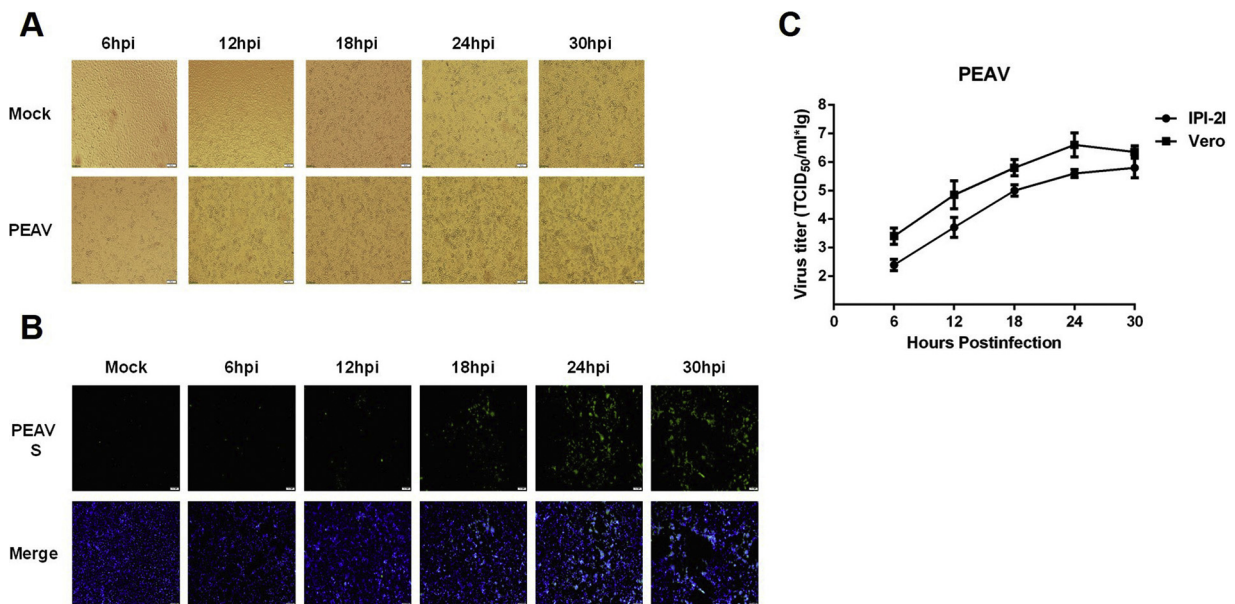 A
6hpi 12hpi 18hpi 24hpi 30hpi
Mock
PEAV
B
Mock 6hpi 12hpi 18hpi 24hpi 30hpi
PEAV
S
Merge
C
PEAV
IPI-2I
Vero
Virus titer (TCID50/ml*lg)
8
7
6
5
4
3
2
0 6 12 18 24 30
Hours Postinfection